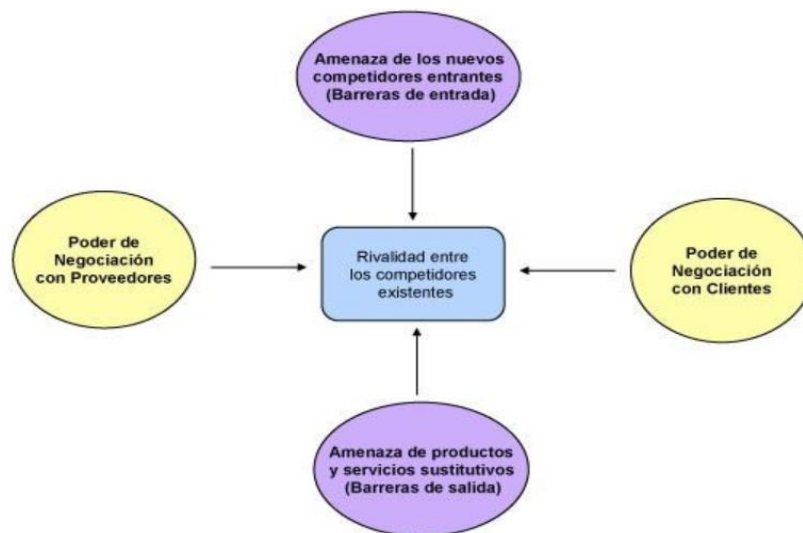 Amenaza de los nuevos
competidores entrantes
(Barreras de entrada)
Poder de
Negociación
con Proveedores
Rivalidad entre
los competidores
existentes
Poder de
Negociación
con Clientes
Amenaza de productos
y servicios sustitutivos
(Barreras de salida)